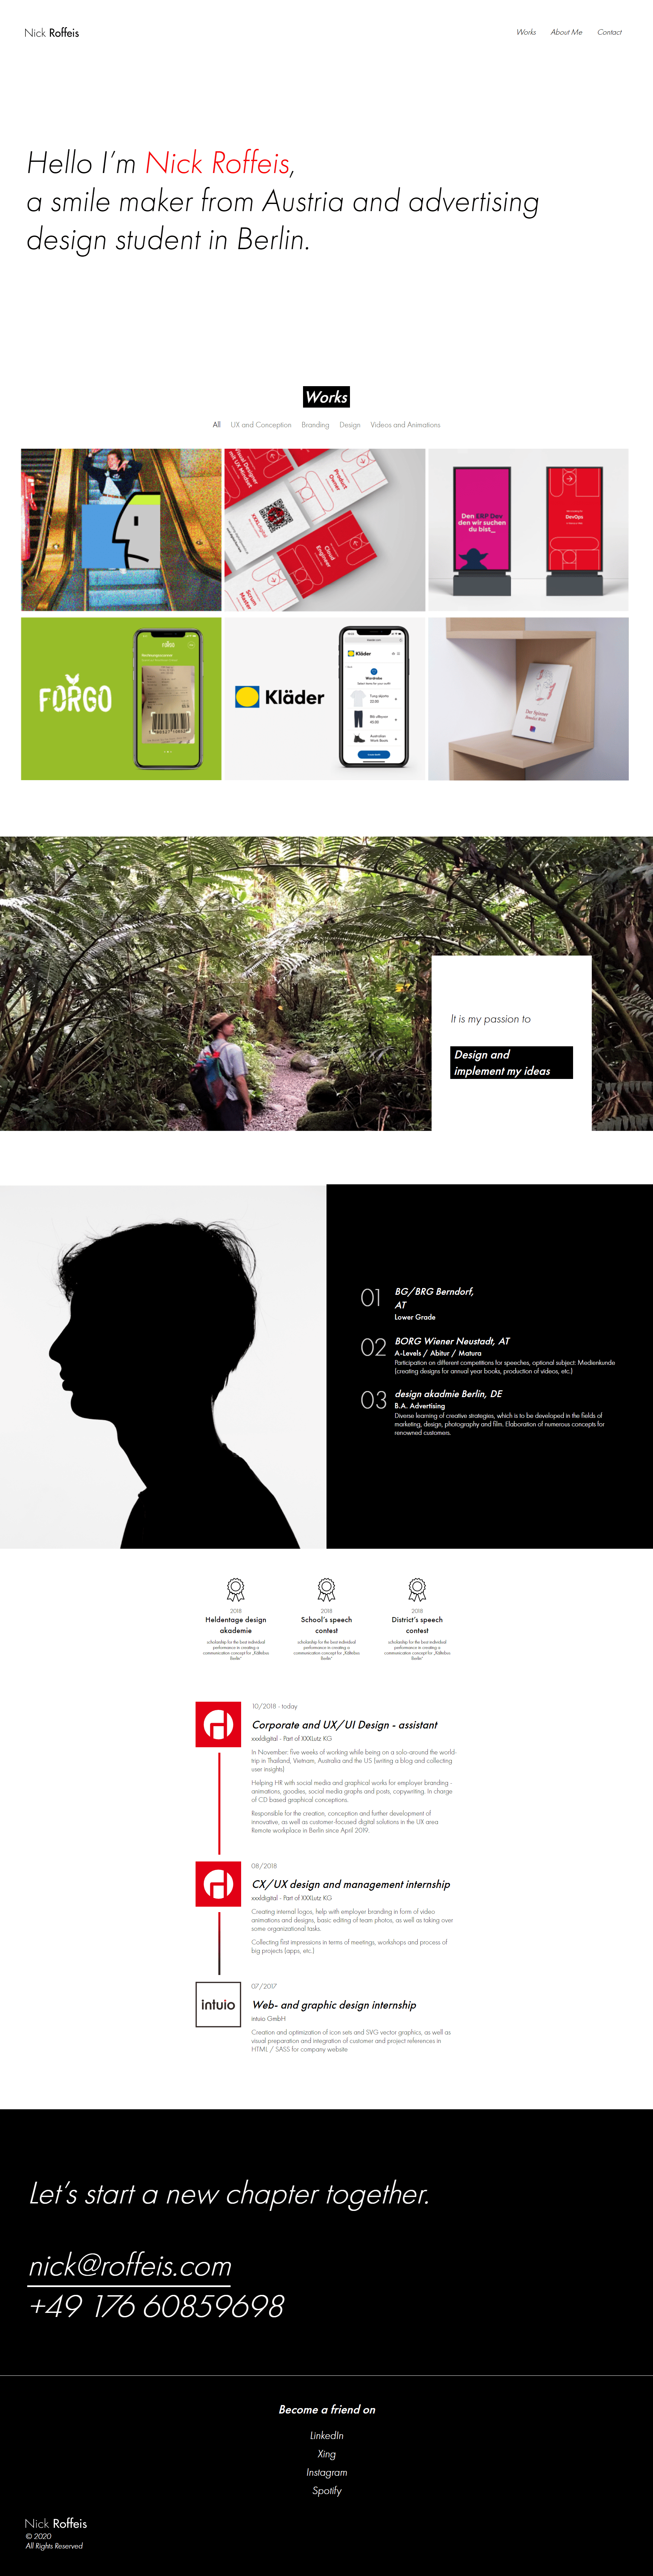 Nick Roffeis
Works About Me Contact
Hello I'm Nick Roffeis,
a smile maker from Austria and advertising
design student in Berlin.
Works
All UX and Conception Branding Design Videos and Animations
Product
Owner
Cloud
Engineer
Scrum
Master
Den ERP Dev
den wir suchen
du bist_
DevOps
FÜRGO
Kläder
Kläder
Wardrobe
It is my passion to
Design and
implement my ideas
01 BG/BRG Berndorf,
AT
Lower Grade
02 BORG Wiener Neustadt, AT
A-Levels / Abitur / Matura
Participation on different competitions for speeches, optional subject: Medienkunde
(creating designs for annual year books, production of videos, etc.)
03 design akadmie Berlin, DE
B.A. Advertising
Diverse learning of creative strategies, which is to be developed in the fields of
marketing, design, photography and film. Elaboration of numerous concepts for
renowned customers.
2018
Heldentage design
akademie
scholarship for the best individual
performance in creating a
communication concept for
Berlin"
2018
School's speech
contest
scholarship for the best individual
performance in creating a
communication concept for
Berlin"
2018
District's speech
contest
scholarship for the best individual
performance in creating a
communication concept for
Berlin"
10/2018 - today
Corporate and UX/UI Design - assistant
xxxldigital - Part of XXXLutz KG
In November: five weeks of working while being on a solo-around the world-
trip in Thailand, Vietnam, Australia and the US (writing a blog and collecting
user insights)
Helping HR with social media and graphical works for employer branding -
animations, goodies, social media graphs and posts, copywriting. In charge
of CD based graphical conceptions.
Responsible for the creation, conception and further development of
innovative, as well as customer-focused digital solutions in the UX area
Remote workplace in Berlin since April 2019.
08/2018
CX/UX design and management internship
xxxldigital - Part of XXXLutz KG
Creating internal logos, help with employer branding in form of video
animations and designs, basic editing of team photos, as well as taking over
some organizational tasks.
Collecting first impressions in terms of meetings, workshops and process of
big projects (apps, etc.)
intuio
07/2017
Web- and graphic design internship
intuio GmbH
Creation and optimization of icon sets and SVG vector graphics, as well as
visual preparation and integration of customer and project references in
HTML / SASS for company website
Let's start a new chapter together.
nick@roffeis.com
+49 176 60859698
Become a friend on
LinkedIn
Xing
Instagram
Spotify
Nick Roffeis
© 2020
All Rights Reserved